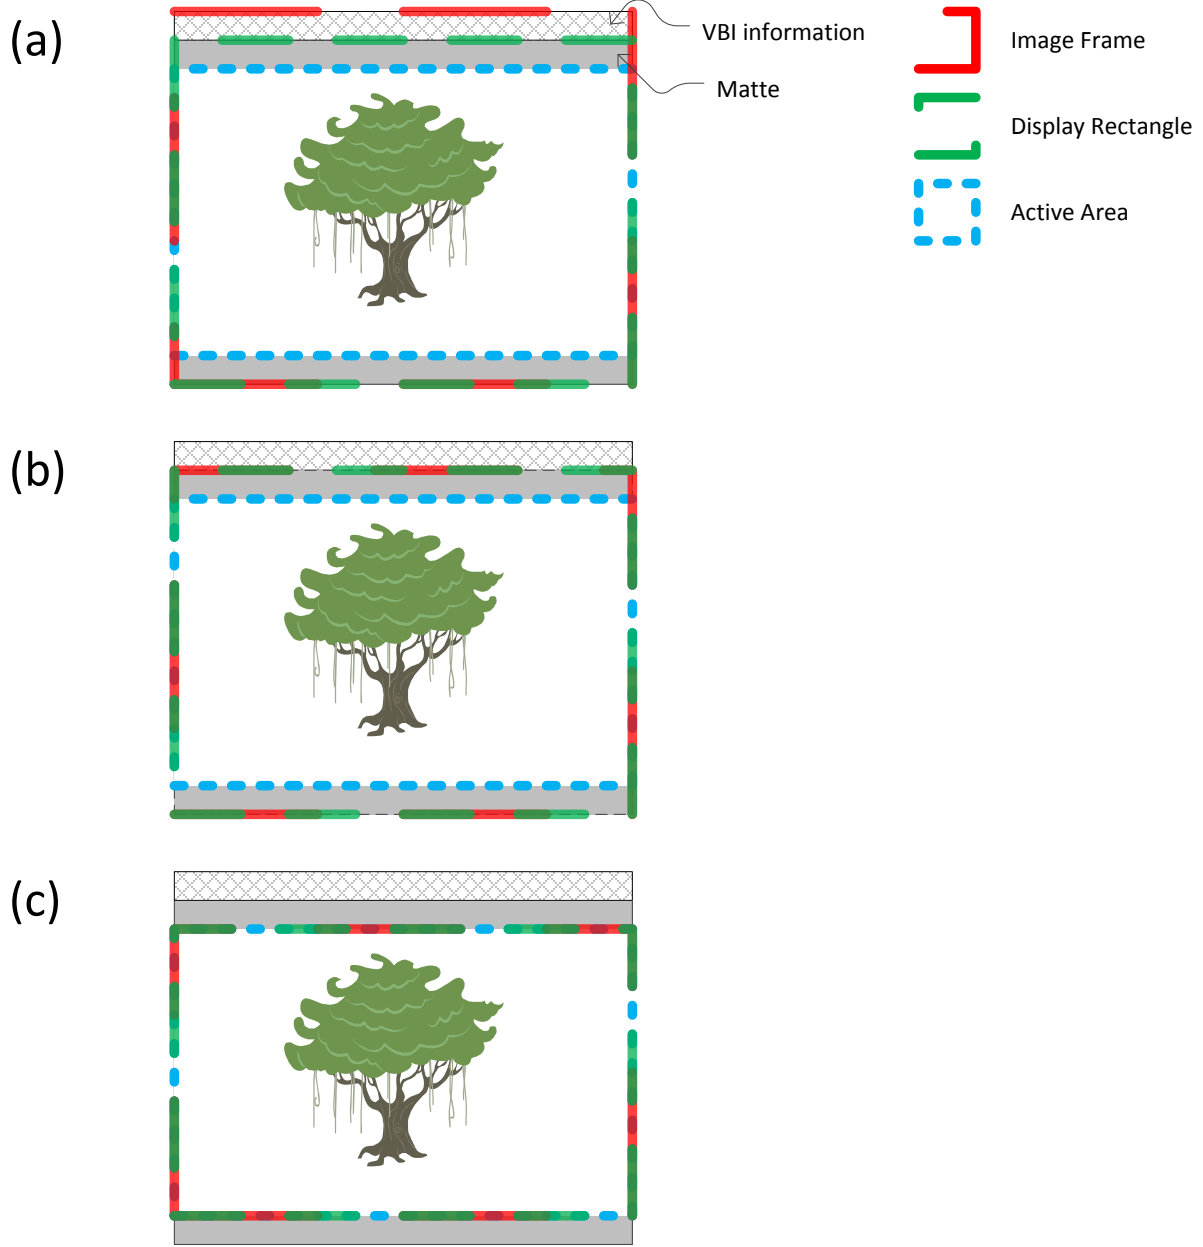 (a)
VBI information
Matte
Image Frame
Display Rectangle
Active Area
(b)
(c)